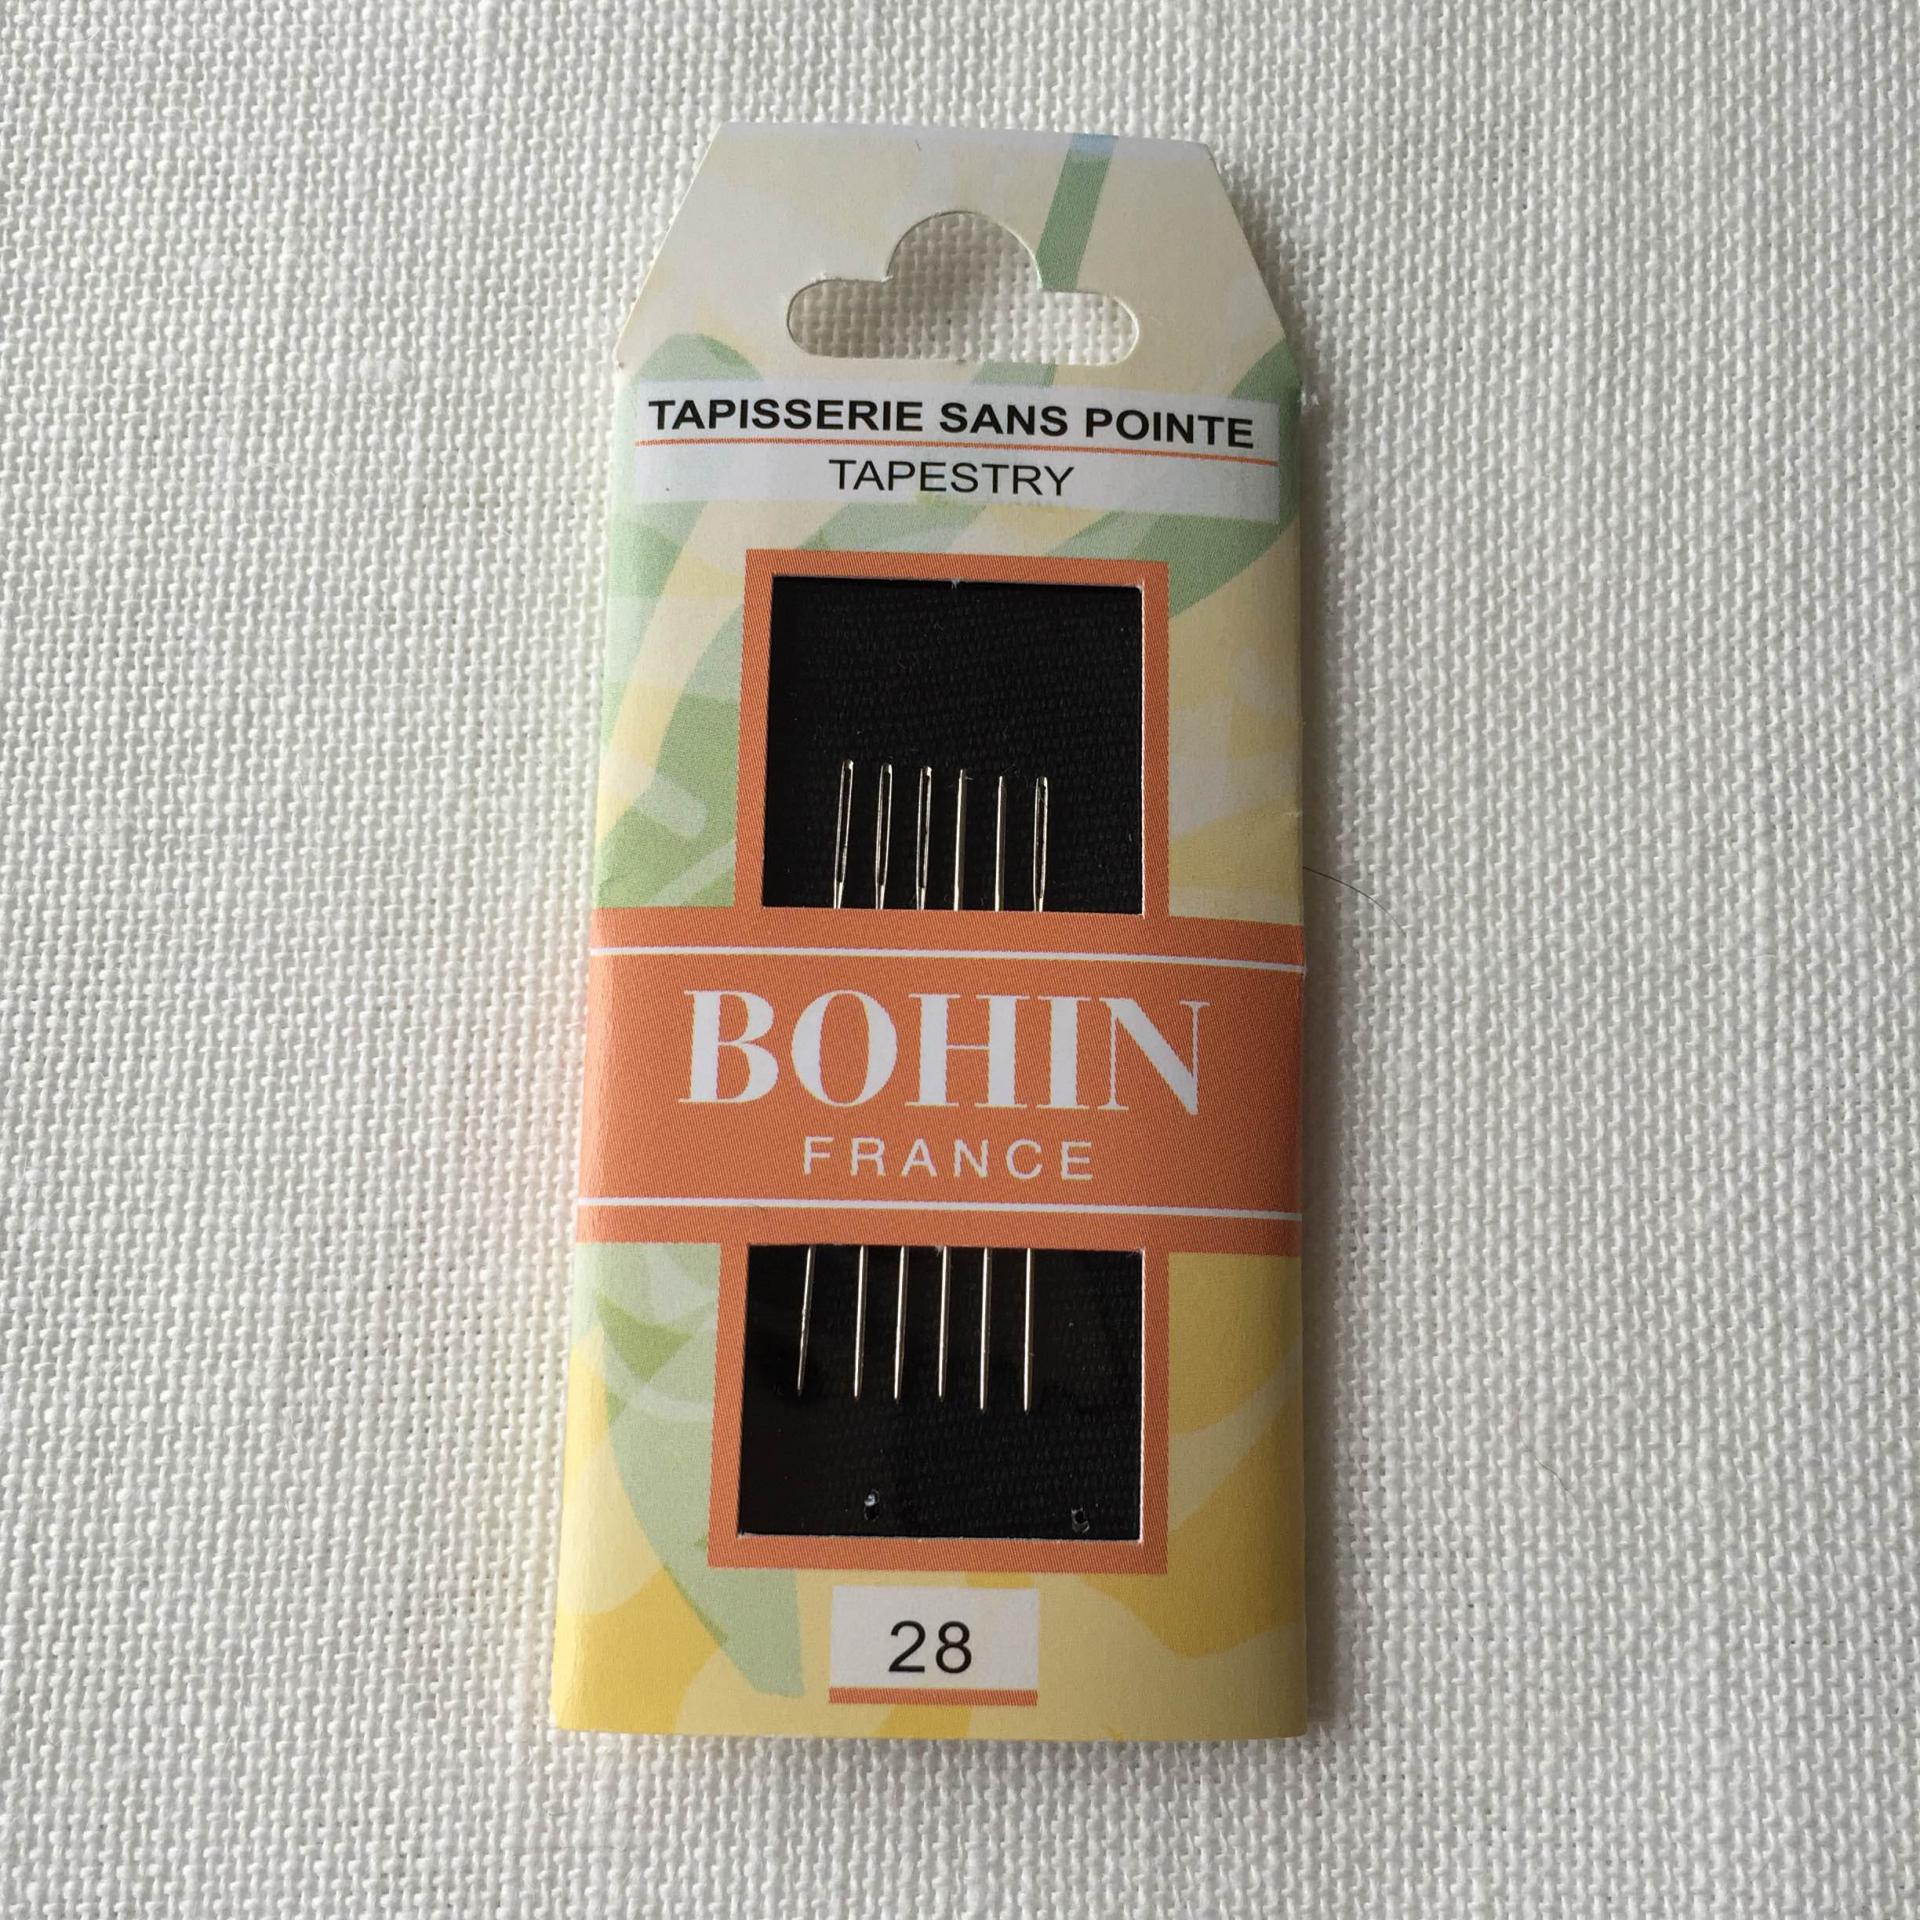 TAPISSERIE SANS POINTE
TAPESTRY
BOHIN
FRANCE
28